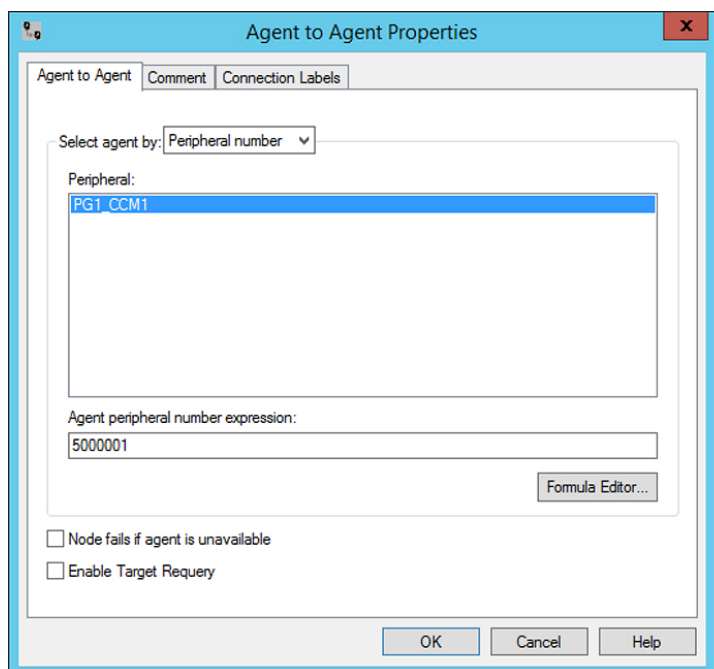 Agent to Agent Properties
x
Agent to Agent Comment Connection Labels
Select agent by: Peripheral number
Peripheral:
PG1_CCM1
Agent peripheral number expression:
5000001
Formula Editor...
Node fails if agent is unavailable
Enable Target Requery
OK Cancel Help